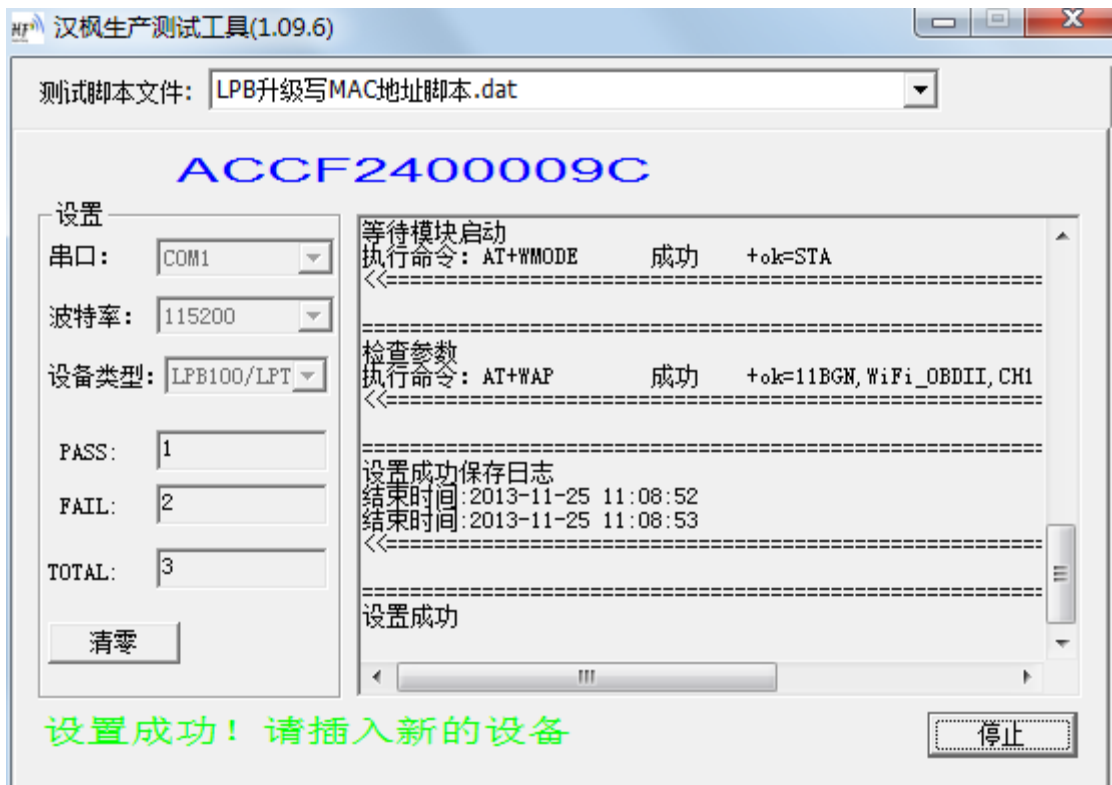 汉枫生产测试工具(1.09.6)
测试脚本文件: LPB升级写MAC地址脚本.dat
ACCF2400009C
设置
串口: COM1
波特率: 115200
设备类型: LPB100/LPT
PASS: 1
FAIL: 2
TOTAL: 3
清零
等待模块启动
执行命令: AT+WMODE 成功 +ok=STA
<<=======================================================
=========================================================
检查参数
执行命令: AT+WAP 成功 +ok=11BGN,WiFi_OBDII,CH1
<<=======================================================
=========================================================
设置成功保存日志
结束时间:2013-11-25 11:08:52
结束时间:2013-11-25 11:08:53
<<=======================================================
=========================================================
设置成功
设置成功! 请插入新的设备
停止